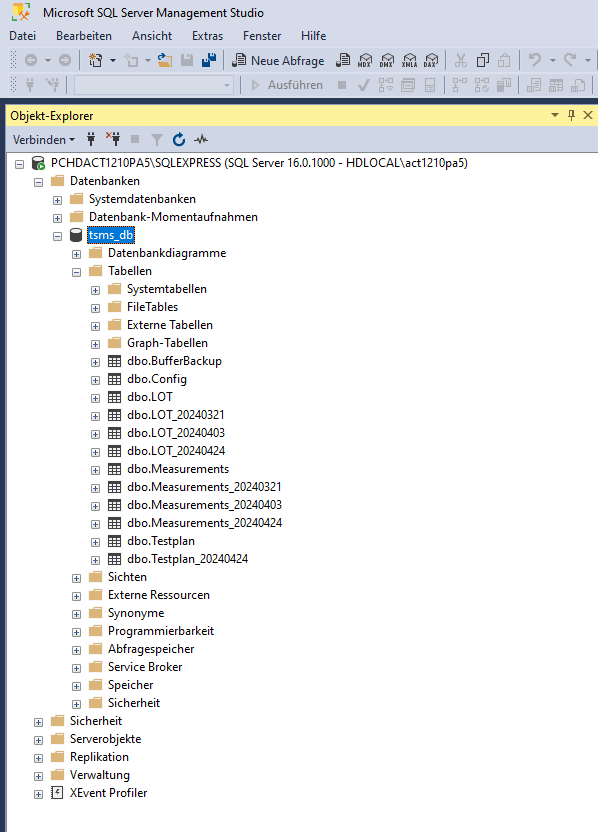 Microsoft SQL Server Management Studio
Datei Bearbeiten Ansicht Extras Fenster Hilfe
Neue Abfrage MDX DMX XMLA DAX
Ausführen
Objekt-Explorer
Verbinden
PCHDACT1210PA5\SQLEXPRESS (SQL Server 16.0.1000 - HDLOCAL\act1210pa5)
Datenbanken
Systemdatenbanken
Datenbank-Momentaufnahmen
tsms_db
Datenbankdiagramme
Tabellen
Systemtabellen
FileTables
Externe Tabellen
Graph-Tabellen
dbo.BufferBackup
dbo.Config
dbo.LOT
dbo.LOT_20240321
dbo.LOT_20240403
dbo.LOT_20240424
dbo.Measurements
dbo.Measurements_20240321
dbo.Measurements_20240403
dbo.Measurements_20240424
dbo.Testplan
dbo.Testplan_20240424
Sichten
Externe Ressourcen
Synonyme
Programmierbarkeit
Abfragespeicher
Service Broker
Speicher
Sicherheit
Sicherheit
Serverobjekte
Replikation
Verwaltung
XEvent Profiler